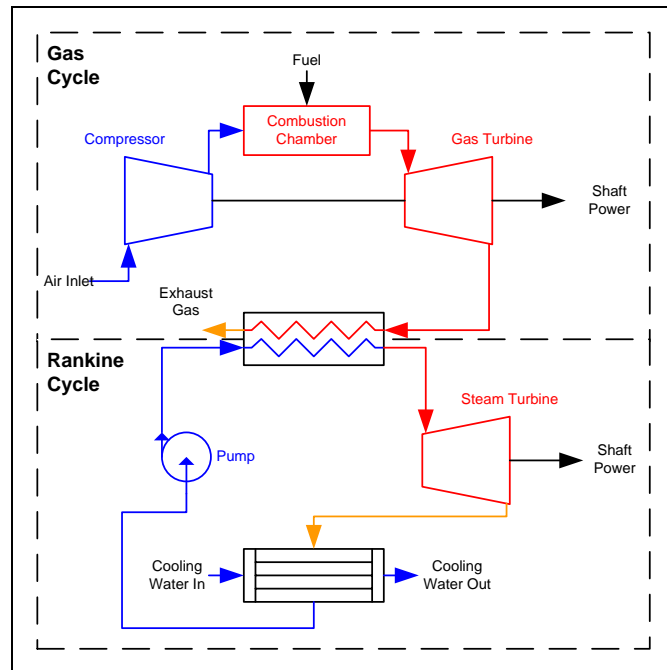 Gas
Cycle
Fuel
Compressor
Combustion
Chamber
Gas Turbine
Shaft
Power
Air Inlet
Exhaust
Gas
Rankine
Cycle
Steam Turbine
Pump
Shaft
Power
Cooling
Water In
Cooling
Water Out